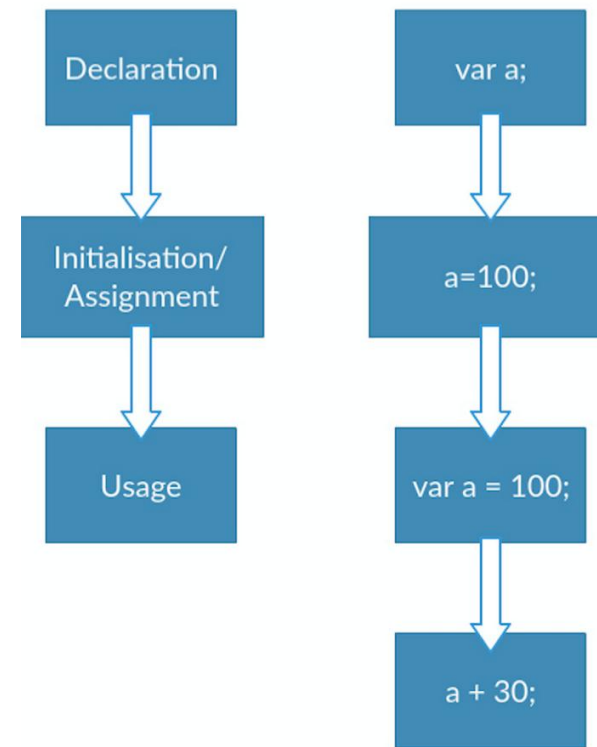 Declaration
Initialisation/
Assignment
Usage
var a;
a=100;
var a = 100;
a + 30;